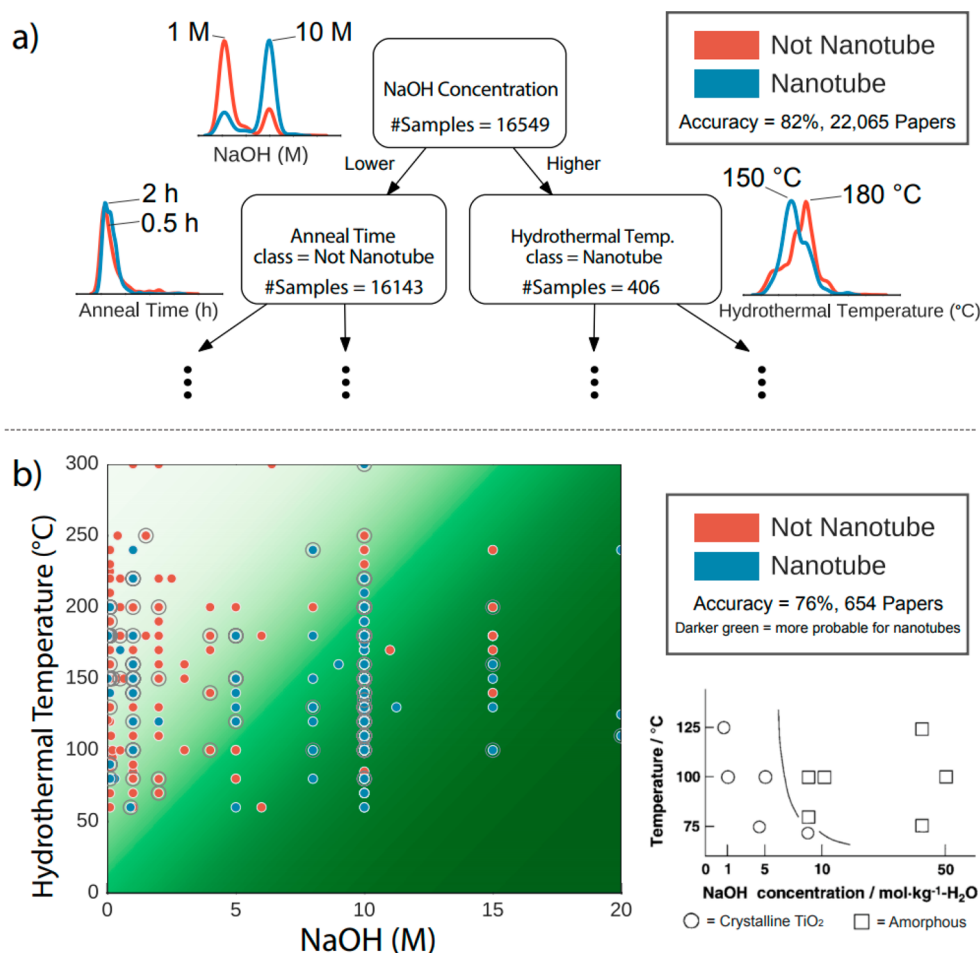 a)
1 M
10 M
NaOH (M)
NaOH Concentration
#Samples = 16549
Not Nanotube
Nanotube
Accuracy = 82%, 22,065 Papers
Lower
Higher
2 h
0.5 h
Anneal Time (h)
Anneal Time
class = Not Nanotube
#Samples = 16143
Hydrothermal Temp.
class = Nanotube
#Samples = 406
150 °C
180 °C
Hydrothermal Temperature (°C)
b)
Hydrothermal Temperature (°C)
300
250
200
150
100
50
0
0
5
10
15
20
NaOH (M)
Not Nanotube
Nanotube
Accuracy = 76%, 654 Papers
Darker green = more probable for nanotubes
Temperature / °C
125
100
75
0
1
5
10
50
NaOH concentration / mol·kg⁻¹-H₂O
= Crystalline TiO₂
= Amorphous